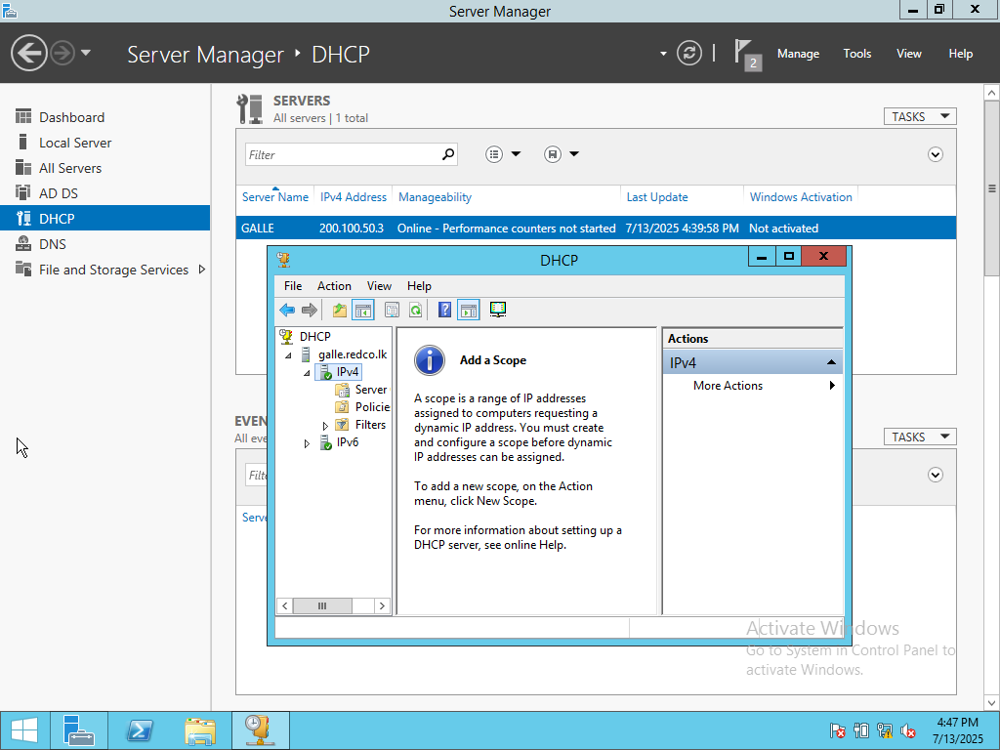 Server Manager
Server Manager ‣ DHCP
2
Manage
Tools
View
Help
Dashboard
Local Server
All Servers
AD DS
DHCP
DNS
File and Storage Services
SERVERS
All servers | 1 total
TASKS
Filter
Server Name
IPv4 Address
Manageability
Last Update
Windows Activation
GALLE
200.100.50.3
Online - Performance counters not started
7/13/2025 4:39:58 PM
Not activated
EVEN
All eve
TASKS
Filte
Serve
DHCP
File
Action
View
Help
DHCP
galle.redco.lk
IPv4
Server
Policie
Filters
IPv6
Add a Scope
A scope is a range of IP addresses
assigned to computers requesting a
dynamic IP address. You must create
and configure a scope before dynamic
IP addresses can be assigned.
To add a new scope, on the Action
menu, click New Scope.
For more information about setting up a
DHCP server, see online Help.
Actions
IPv4
More Actions
Activate Windows
Go to System in Control Panel to
activate Windows.
4:47 PM
7/13/2025